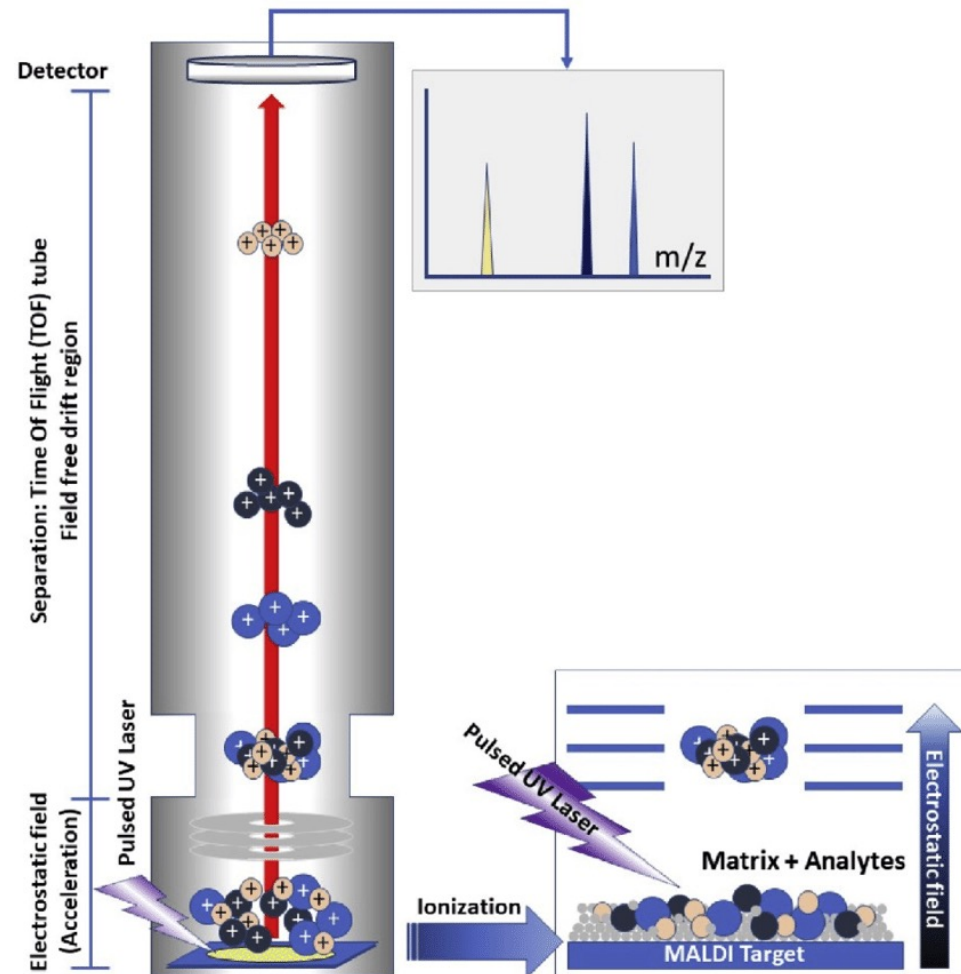 Detector
m/z
Separation: Time Of Flight (TOF) tube
Field free drift region
Pulsed UV Laser
Electrostatic field
(Acceleration)
Ionization
Pulsed UV Laser
Matrix + Analytes
MALDI Target
Electrostatic field